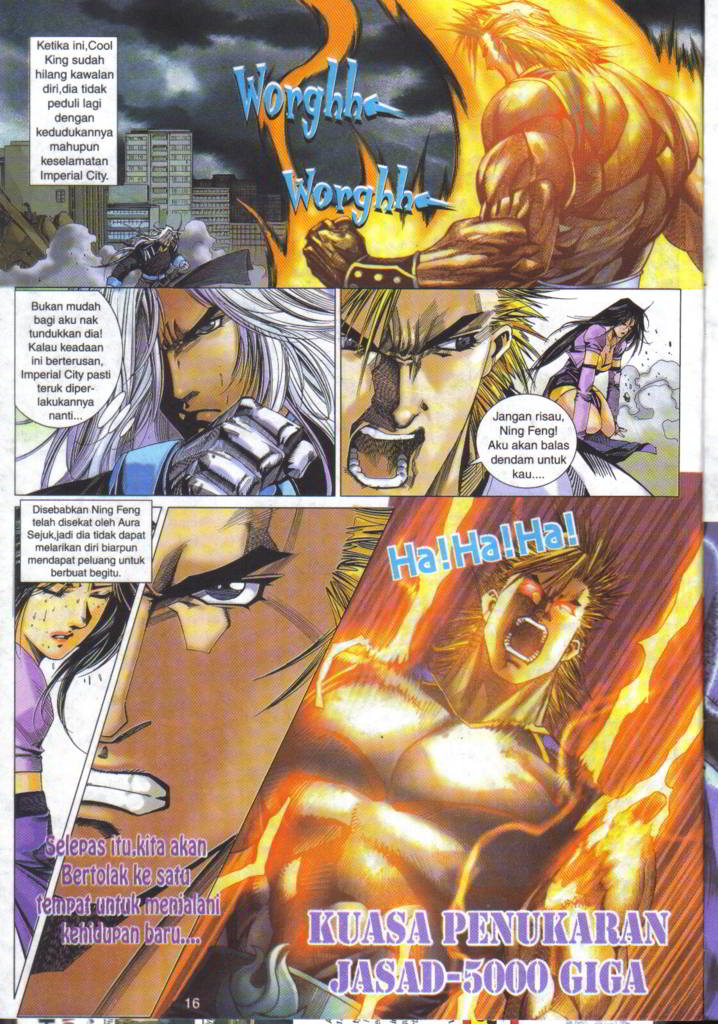 Ketika ini,Cool
King sudah
hilang kawalan
diri,dia tidak
peduli lagi
dengan
kedudukannya
mahupun
keselamatan
Imperial City.
Worghh
Worghh
Bukan mudah
bagi aku nak
tundukkan dia!
Kalau keadaan
ini berterusan,
Imperial City pasti
teruk diper-
lakukannya
nanti...
Jangan risau,
Ning Feng!
Aku akan balas
dendam untuk
kau....
Disebabkan Ning Feng
telah disekat oleh Aura
Sejuk,jadi dia tidak dapat
melarikan diri biarpun
mendapat peluang untuk
berbuat begitu.
Ha!Ha!Ha!
Selepas itu.kita akan
Bertolak ke satu
tempat untuk menjalani
kehidupan baru....
KUASA PENUKARAN
JASAD-5000 GIGA
16